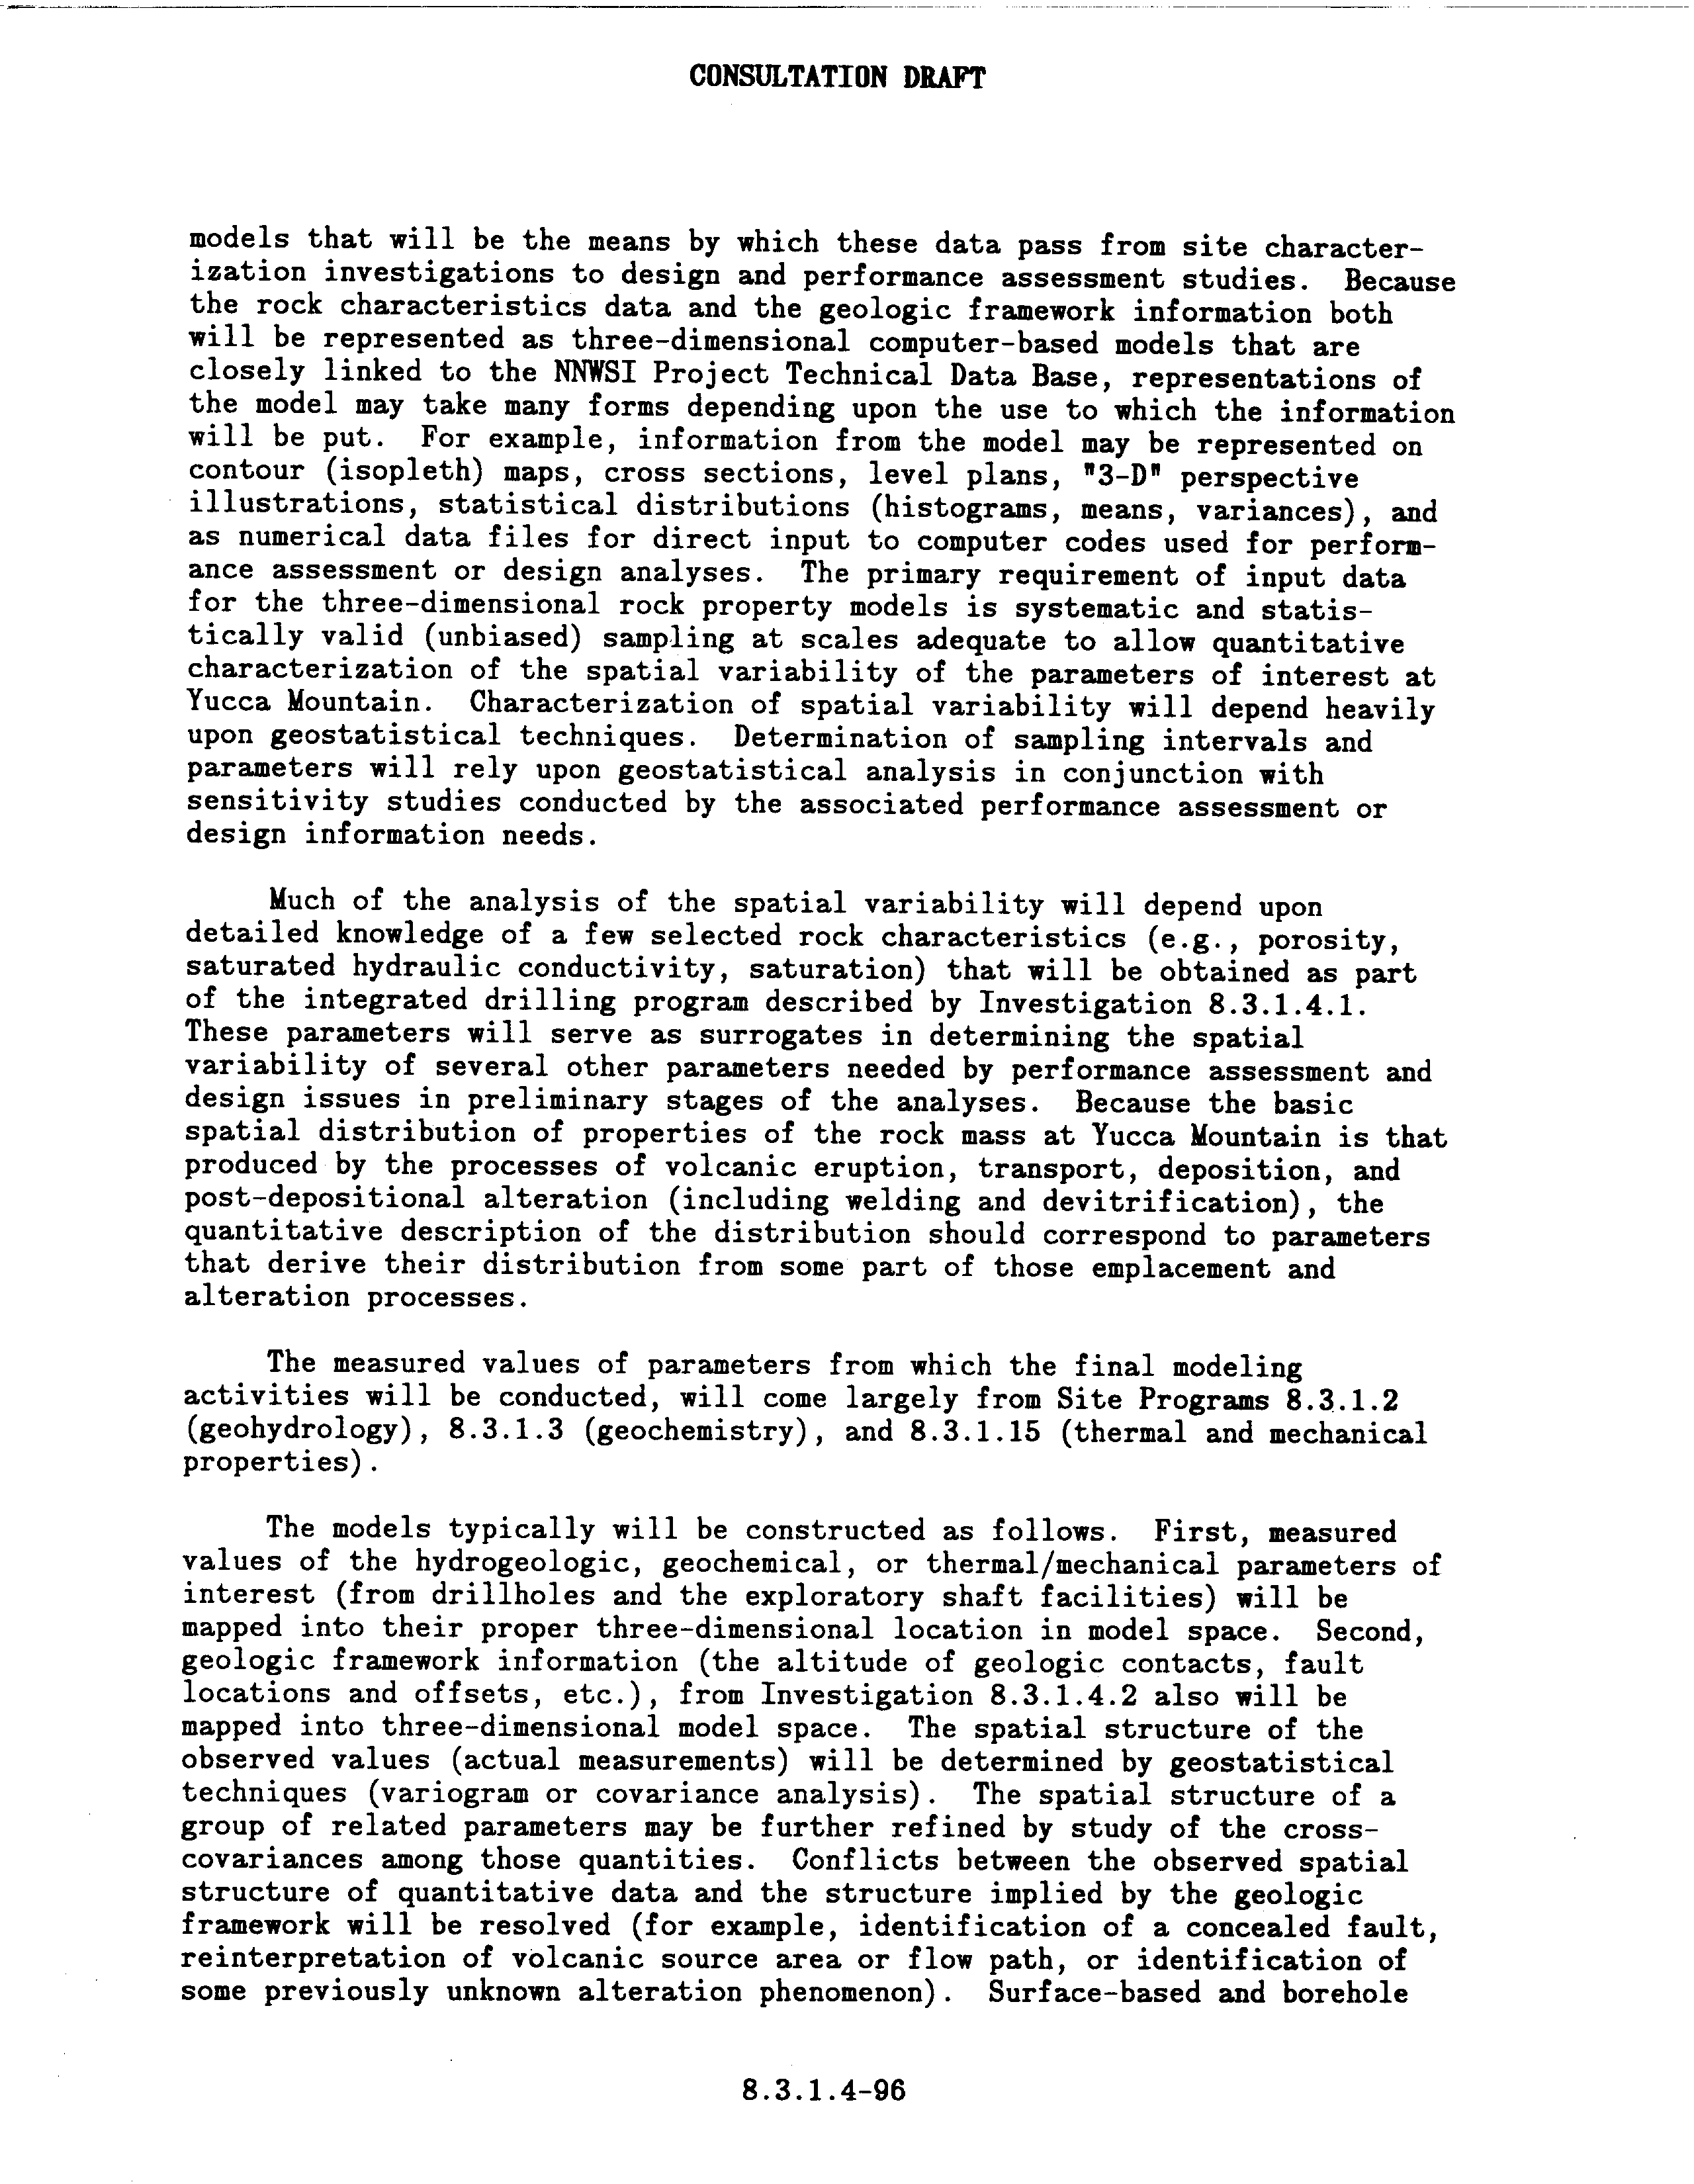 CONSULTATION DRAFT
models that will be the means by which these data pass from site character-
ization investigations to design and performance assessment studies.  Because
the rock characteristics data and the geologic framework information both
will be represented as three-dimensional computer-based models that are
closely linked to the NNWSI Project Technical Data Base, representations of
the model may take many forms depending upon the use to which the information
will be put.  For example, information from the model may be represented on
contour (isopleth) maps, cross sections, level plans, "3-D" perspective
illustrations, statistical distributions (histograms, means, variances), and
as numerical data files for direct input to computer codes used for perform-
ance assessment or design analyses.  The primary requirement of input data
for the three-dimensional rock property models is systematic and statis-
tically valid (unbiased) sampling at scales adequate to allow quantitative
characterization of the spatial variability of the parameters of interest at
Yucca Mountain.  Characterization of spatial variability will depend heavily
upon geostatistical techniques.  Determination of sampling intervals and
parameters will rely upon geostatistical analysis in conjunction with
sensitivity studies conducted by the associated performance assessment or
design information needs.
Much of the analysis of the spatial variability will depend upon
detailed knowledge of a few selected rock characteristics (e.g., porosity,
saturated hydraulic conductivity, saturation) that will be obtained as part
of the integrated drilling program described by Investigation 8.3.1.4.1.
These parameters will serve as surrogates in determining the spatial
variability of several other parameters needed by performance assessment and
design issues in preliminary stages of the analyses.  Because the basic
spatial distribution of properties of the rock mass at Yucca Mountain is that
produced by the processes of volcanic eruption, transport, deposition, and
post-depositional alteration (including welding and devitrification), the
quantitative description of the distribution should correspond to parameters
that derive their distribution from some part of those emplacement and
alteration processes.
The measured values of parameters from which the final modeling
activities will be conducted, will come largely from Site Programs 8.3.1.2
(geohydrology), 8.3.1.3 (geochemistry), and 8.3.1.15 (thermal and mechanical
properties).
The models typically will be constructed as follows.  First, measured
values of the hydrogeologic, geochemical, or thermal/mechanical parameters of
interest (from drillholes and the exploratory shaft facilities) will be
mapped into their proper three-dimensional location in model space.  Second,
geologic framework information (the altitude of geologic contacts, fault
locations and offsets, etc.), from Investigation 8.3.1.4.2 also will be
mapped into three-dimensional model space.  The spatial structure of the
observed values (actual measurements) will be determined by geostatistical
techniques (variogram or covariance analysis).  The spatial structure of a
group of related parameters may be further refined by study of the cross-
covariances among those quantities.  Conflicts between the observed spatial
structure of quantitative data and the structure implied by the geologic
framework will be resolved (for example, identification of a concealed fault,
reinterpretation of volcanic source area or flow path, or identification of
some previously unknown alteration phenomenon).  Surface-based and borehole
8.3.1.4-96